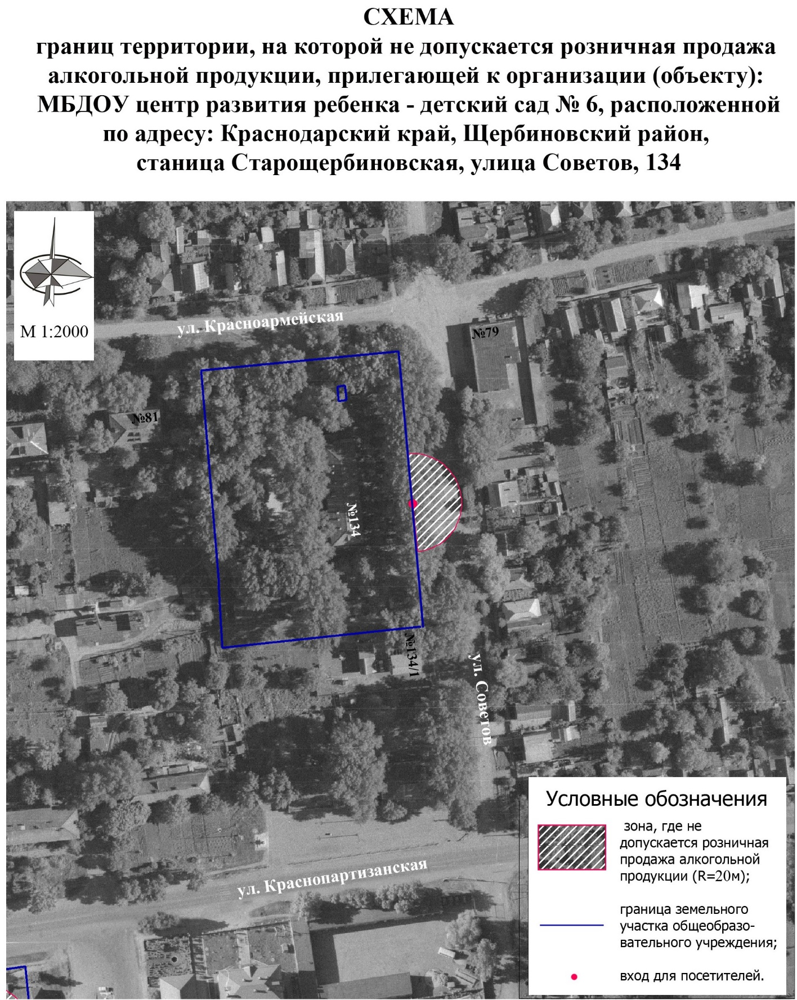 СХЕМА
границ территории, на которой не допускается розничная продажа
алкогольной продукции, прилегающей к организации (объекту):
МБДОУ центр развития ребенка - детский сад № 6, расположенной
по адресу: Краснодарский край, Щербиновский район,
станица Старощербиновская, улица Советов, 134
М 1:2000
ул. Красноармейская
№79
№81
№134
№134/1
ул. Советов
ул. Краснопартизанская
Условные обозначения
зона, где не
допускается розничная
продажа алкогольной
продукции (R=20м);
граница земельного
участка общеобразо-
вательного учреждения;
вход для посетителей.